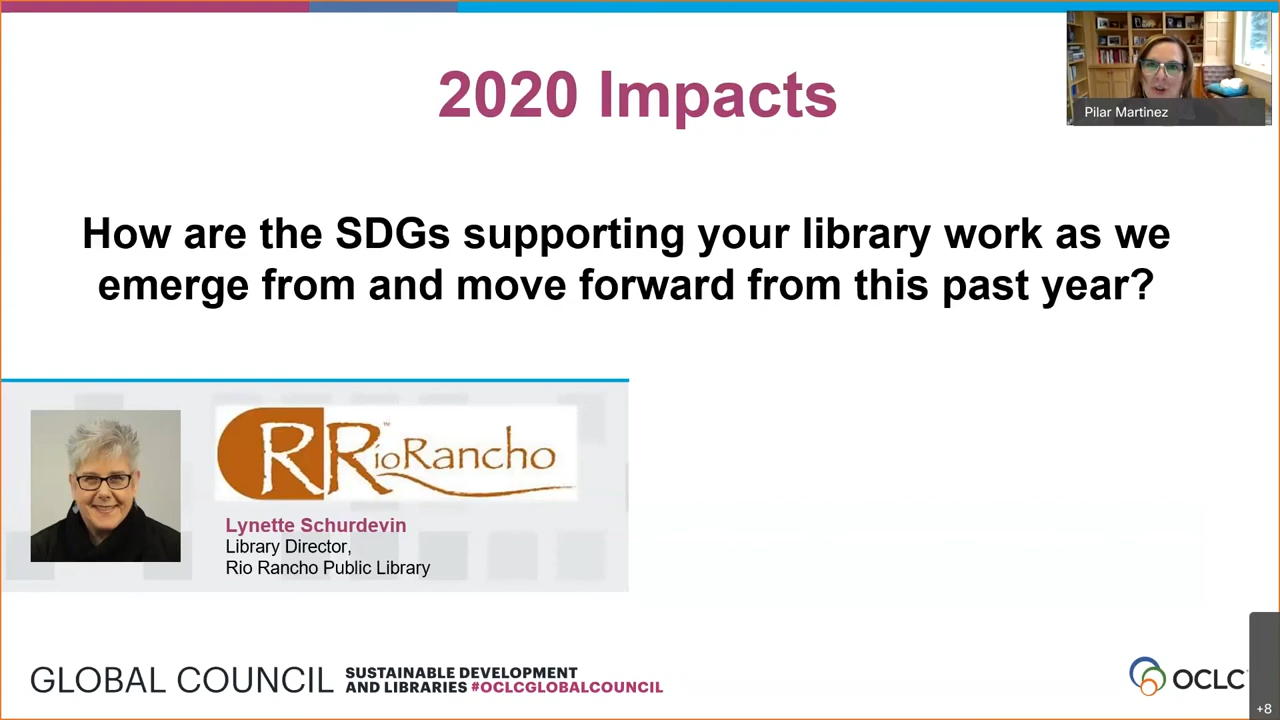 2020 Impacts
Pilar Martinez
How are the SDGs supporting your library work as we
emerge from and move forward from this past year?
RRioRancho™
Lynette Schurdevin
Library Director,
Rio Rancho Public Library
GLOBAL COUNCIL
SUSTAINABLE DEVELOPMENT
AND LIBRARIES #OCLCGLOBALCOUNCIL
OCLC
+8